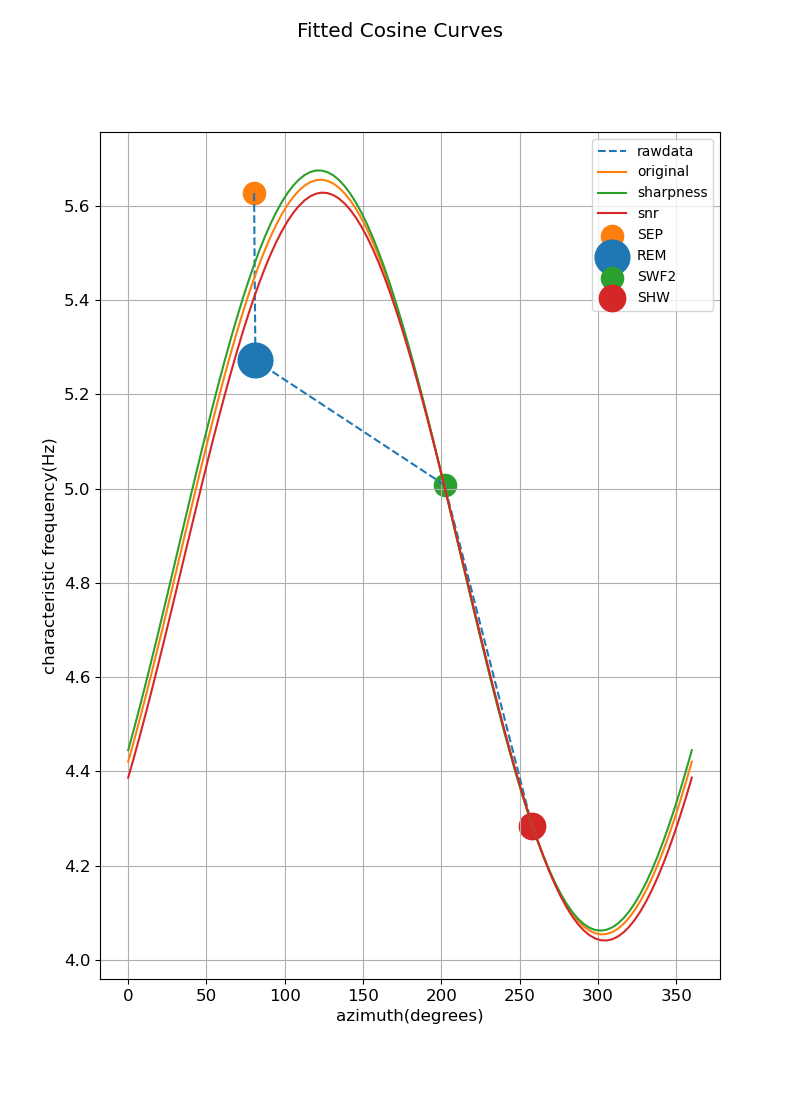 Fitted Cosine Curves
rawdata
original
sharpness
snr
SEP
REM
SWF2
SHW
characteristic frequency(Hz)
5.6
5.4
5.2
5.0
4.8
4.6
4.4
4.2
4.0
0 50 100 150 200 250 300 350
azimuth(degrees)